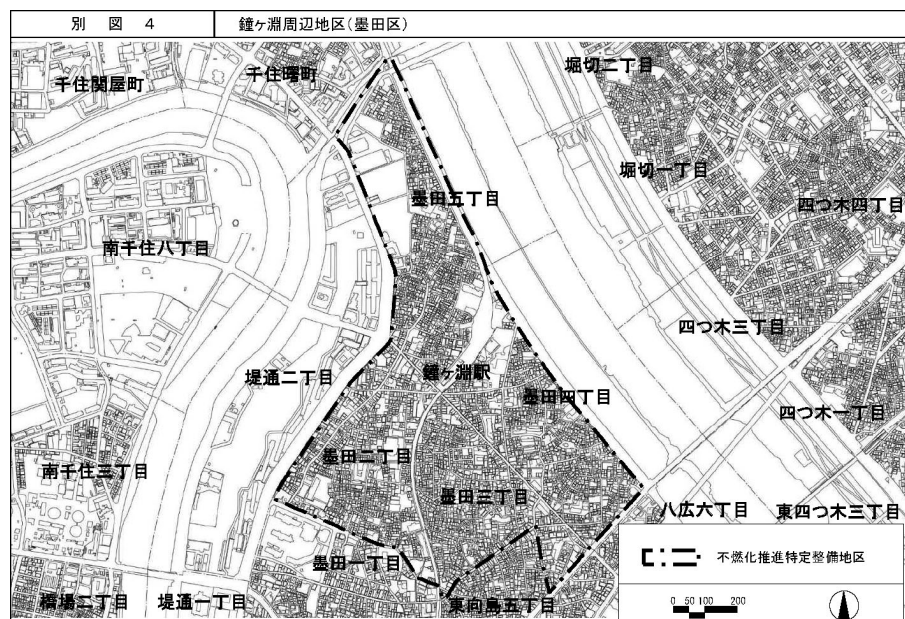 別 図 4
鐘ヶ淵周辺地区(墨田区)
堀切二丁目
千住曙町
千住関屋町
堀切一丁目
墨田五丁目
四つ木四丁目
南千住八丁目
四つ木三丁目
鐘ヶ淵駅
堤通二丁目
墨田四丁目
四つ木一丁目
墨田二丁目
南千住三丁目
墨田三丁目
八広六丁目
東四つ木三丁目
墨田一丁目
不燃化推進特定整備地区
橋場二丁目
堤通一丁目
東向島五丁目
0 50 100 200